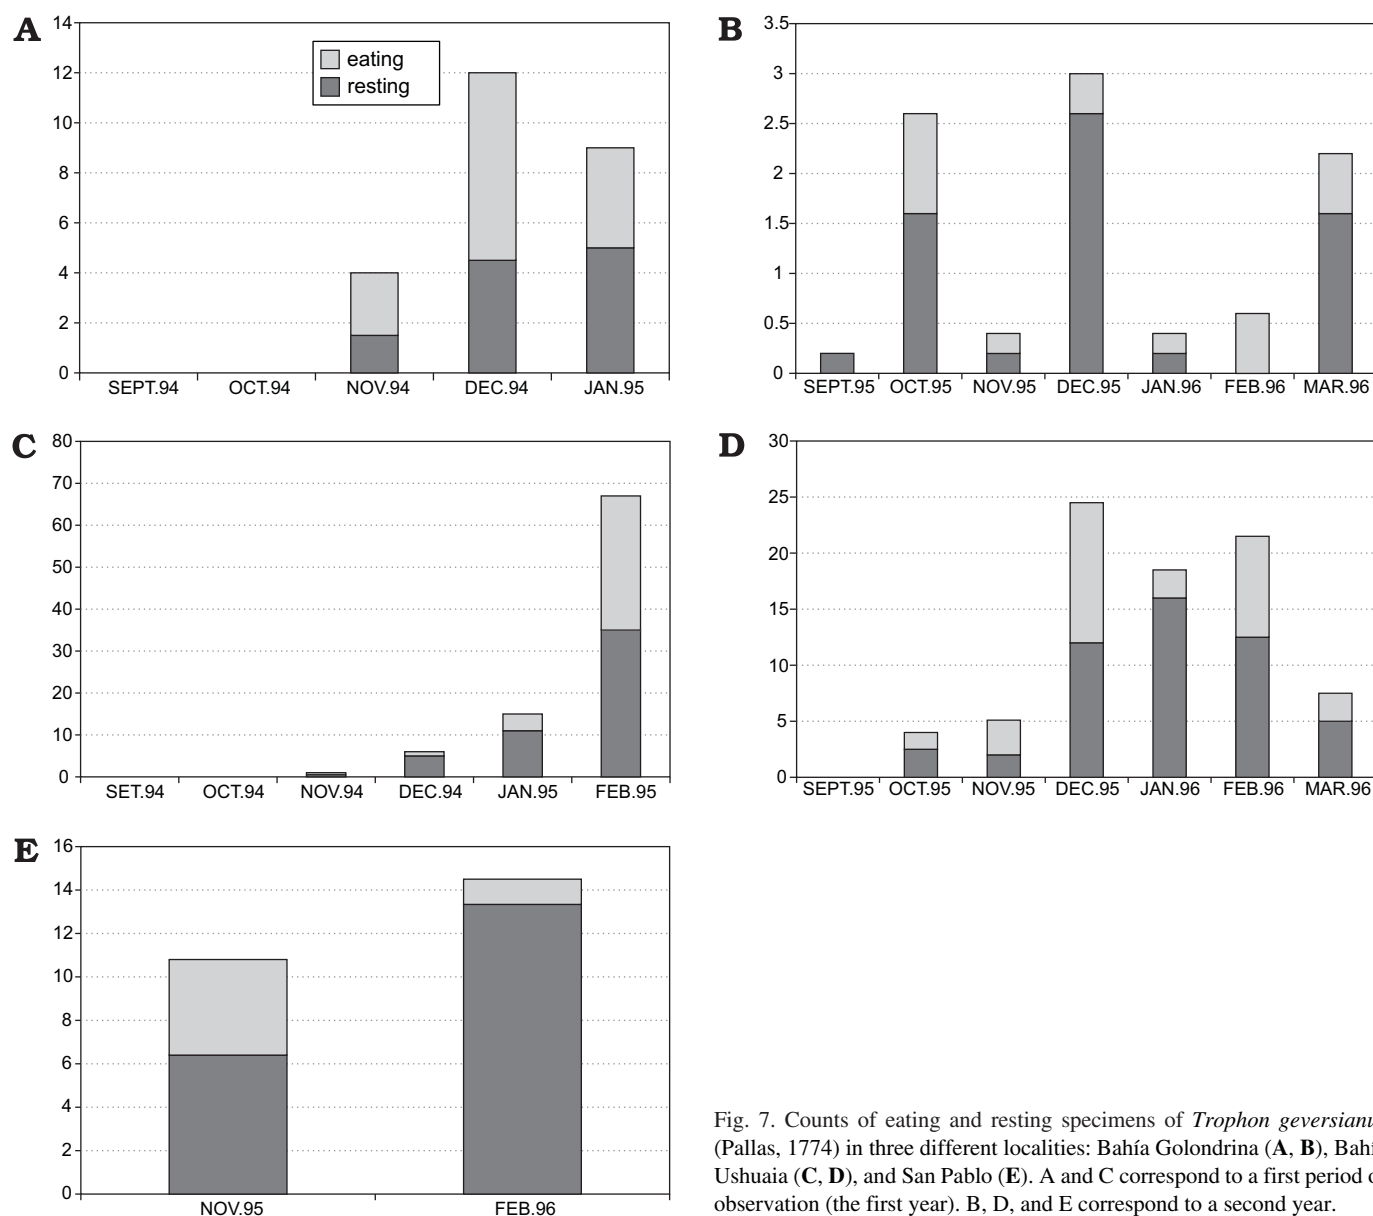 A
14
12
10
8
6
4
2
0
eating
resting
SEPT.94 OCT.94 NOV.94 DEC.94 JAN.95
B
3.5
3
2.5
2
1.5
1
0.5
0
SEPT.95 OCT.95 NOV.95 DEC.95 JAN.96 FEB.96 MAR.96
C
80
70
60
50
40
30
20
10
0
SET.94 OCT.94 NOV.94 DEC.94 JAN.95 FEB.95
D
30
25
20
15
10
5
0
SEPT.95 OCT.95 NOV.95 DEC.95 JAN.96 FEB.96 MAR.96
E
16
14
12
10
8
6
4
2
0
NOV.95 FEB.96
Fig. 7. Counts of eating and resting specimens of Trophon geversianu
(Pallas, 1774) in three different localities: Bahía Golondrina (A, B), Bahí
Ushuaia (C, D), and San Pablo (E). A and C correspond to a first period o
observation (the first year). B, D, and E correspond to a second year.